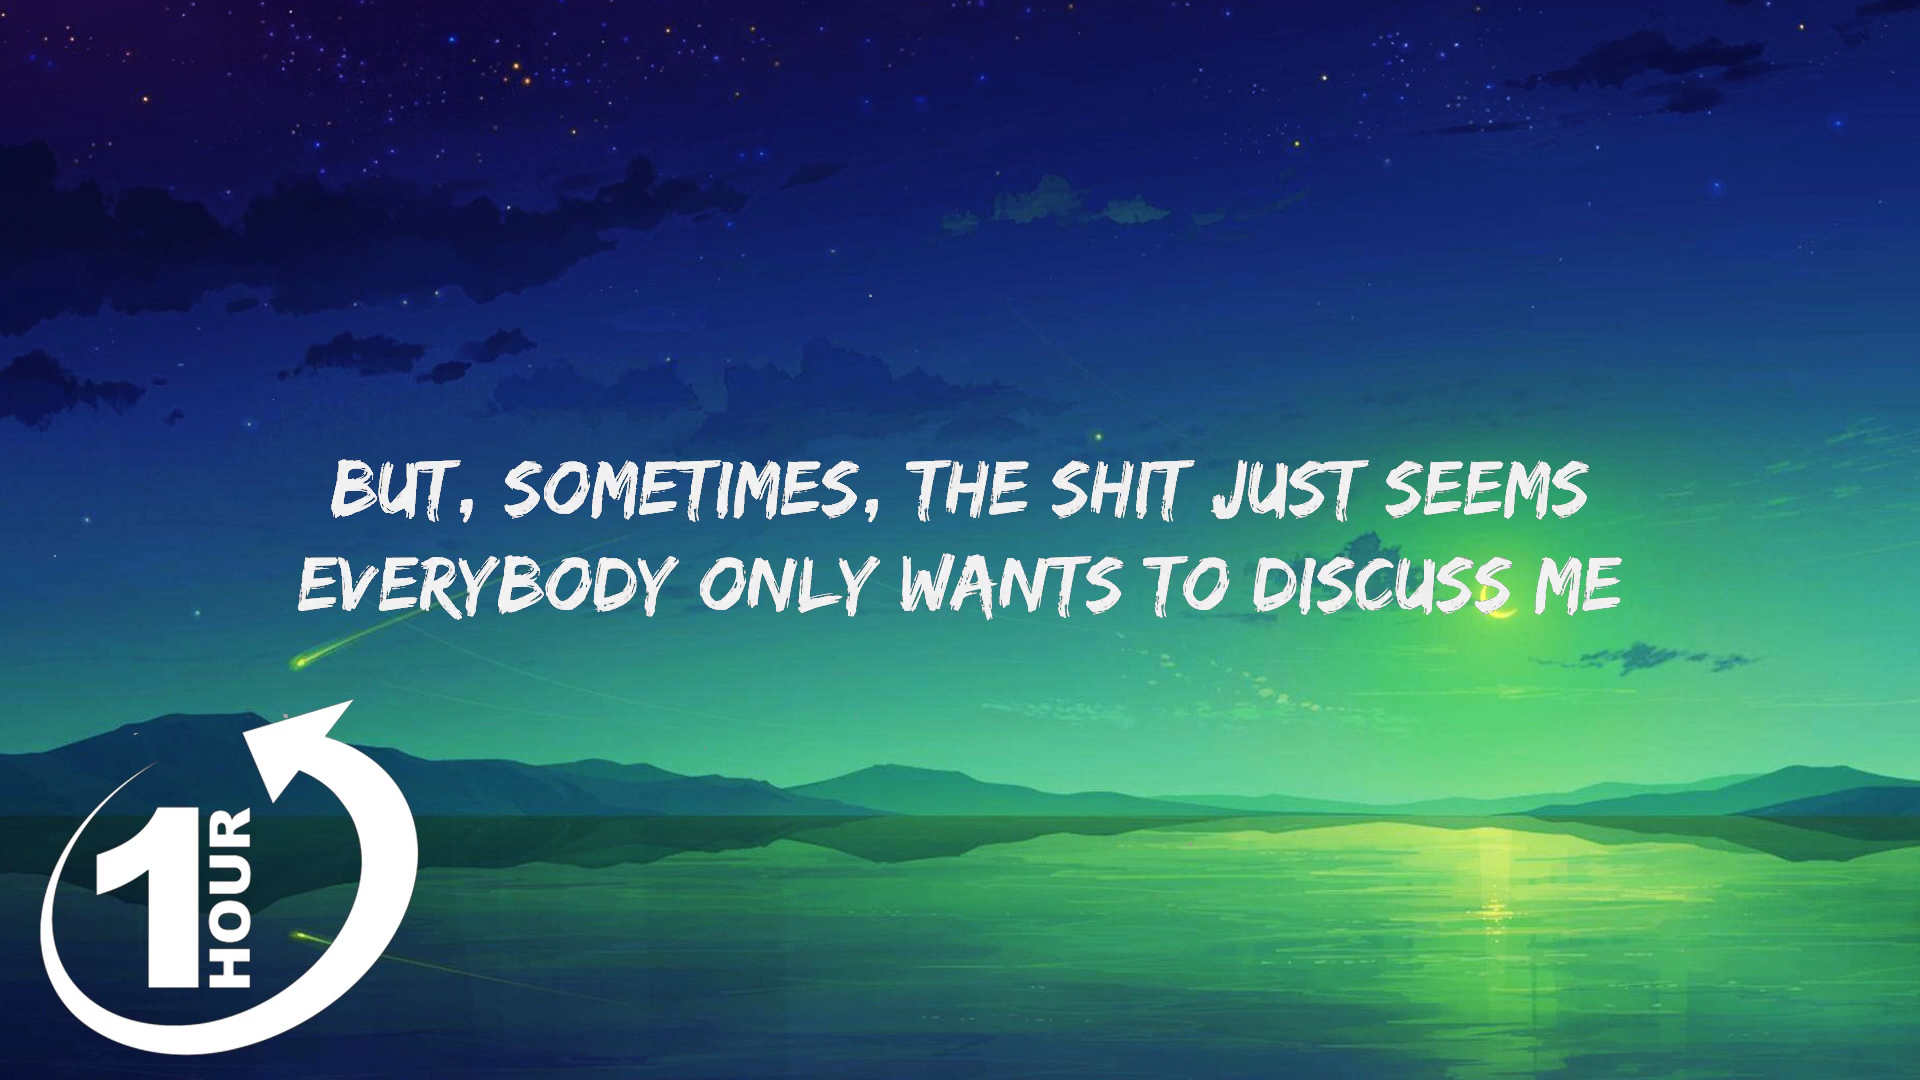 BUT, SOMETIMES, THE SHIT JUST SEEMS
EVERYBODY ONLY WANTS TO DISCUSS ME
1
HOUR